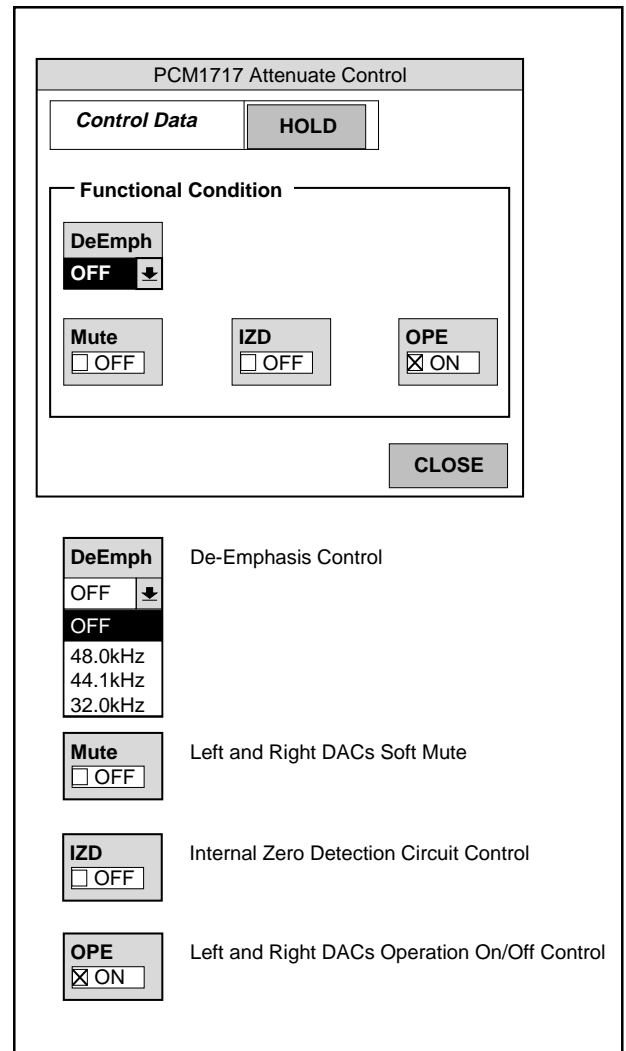 PCM1717 Attenuate Control
Control Data HOLD
Functional Condition
DeEmph
OFF
Mute IZD OPE
OFF OFF ON
CLOSE
DeEmph De-Emphasis Control
OFF
OFF
48.0kHz
44.1kHz
32.0kHz
Mute Left and Right DACs Soft Mute
OFF
IZD Internal Zero Detection Circuit Control
OFF
OPE Left and Right DACs Operation On/Off Control
ON